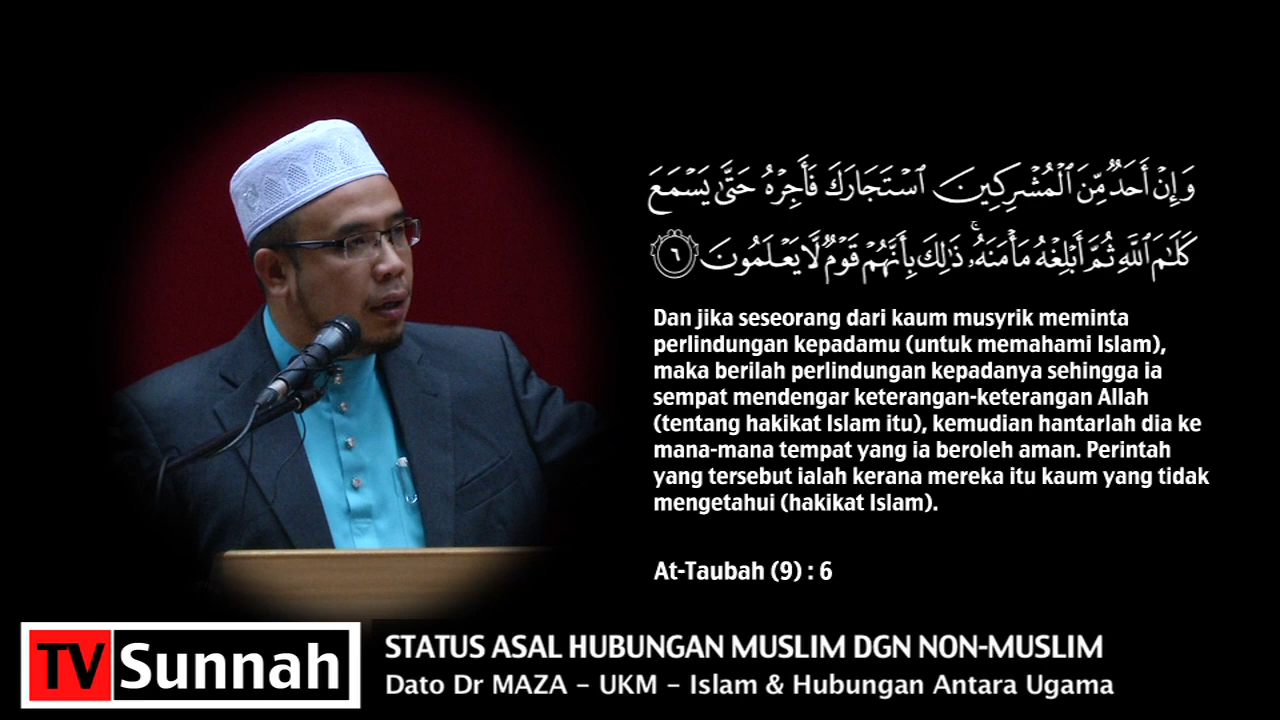 وَإِنْ أَحَدٌ مِّنَ ٱلْمُشْرِكِينَ ٱسْتَجَارَكَ فَأَجِرْهُ حَتَّىٰ يَسْمَعَ
كَلَٰمَ ٱللَّهِ ثُمَّ أَبْلِغْهُ مَأْمَنَهُۥ ۚ ذَٰلِكَ بِأَنَّهُمْ قَوْمٌ لَّا يَعْلَمُونَ ٦
Dan jika seseorang dari kaum musyrik meminta
perlindungan kepadamu (untuk memahami Islam),
maka berilah perlindungan kepadanya sehingga ia
sempat mendengar keterangan-keterangan Allah
(tentang hakikat Islam itu), kemudian hantarlah dia ke
mana-mana tempat yang ia beroleh aman. Perintah
yang tersebut ialah kerana mereka itu kaum yang tidak
mengetahui (hakikat Islam).
At-Taubah (9) : 6
TV Sunnah
STATUS ASAL HUBUNGAN MUSLIM DGN NON-MUSLIM
Dato Dr MAZA – UKM – Islam & Hubungan Antara Ugama